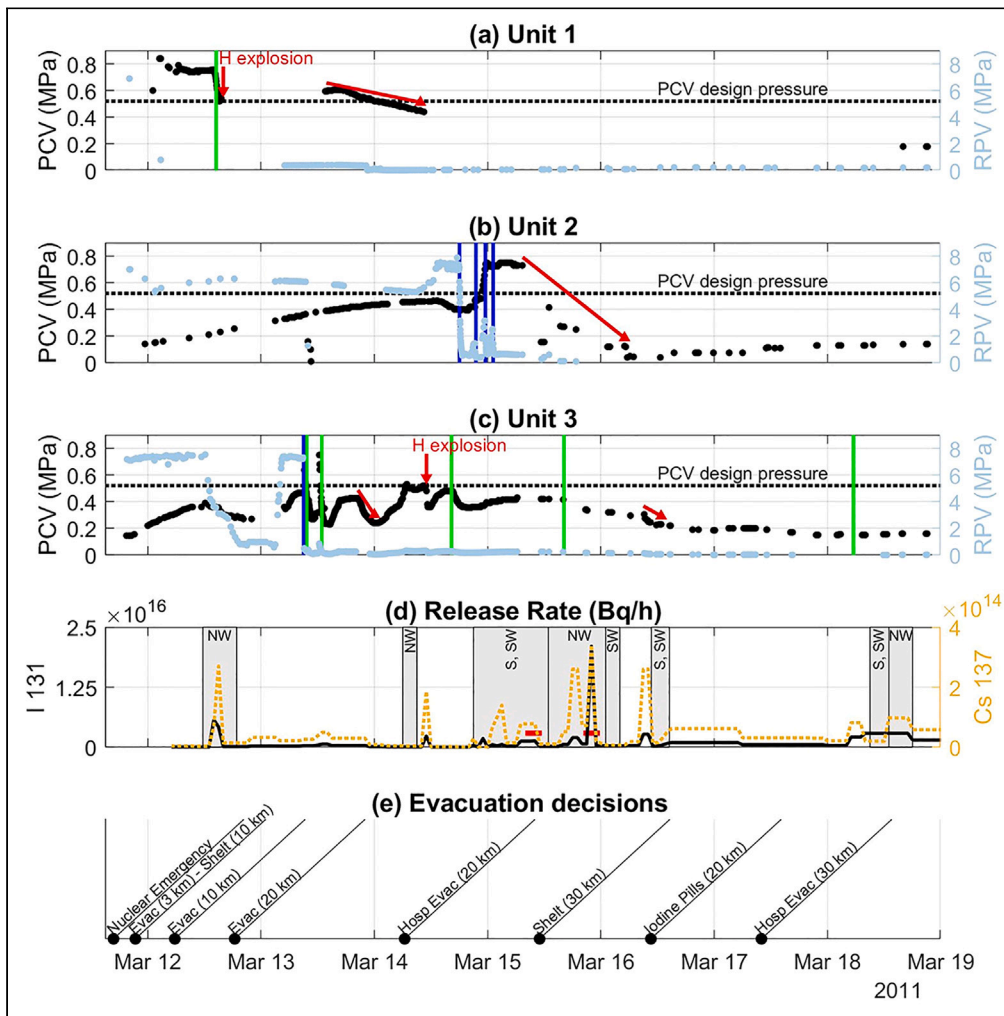 (a) Unit 1
PCV (MPa)
0.8
0.6
0.4
0.2
0
H explosion
PCV design pressure
8
6
4
2
0
RPV (MPa)
(b) Unit 2
PCV (MPa)
0.8
0.6
0.4
0.2
0
PCV design pressure
8
6
4
2
0
RPV (MPa)
(c) Unit 3
PCV (MPa)
0.8
0.6
0.4
0.2
0
H explosion
PCV design pressure
8
6
4
2
0
RPV (MPa)
(d) Release Rate (Bq/h)
×10^16
I 131
2.5
1.25
0
NW
NW
S, SW
NW
SW
S, SW
S, SW
NW
×10^14
4
2
0
Cs 137
(e) Evacuation decisions
Nuclear Emergency
Evac (3 km) - Shelt (10 km)
Evac (10 km)
Evac (20 km)
Hosp Evac (20 km)
Shelt (30 km)
Iodine Pills (20 km)
Hosp Evac (30 km)
Mar 12 Mar 13 Mar 14 Mar 15 Mar 16 Mar 17 Mar 18 Mar 19
2011